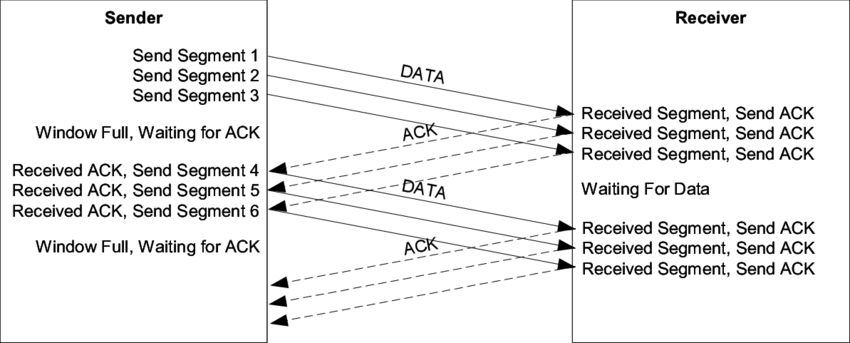 Sender
Receiver
Send Segment 1
Send Segment 2
Send Segment 3
DATA
Received Segment, Send ACK
Window Full, Waiting for ACK
ACK
Received Segment, Send ACK
Received Segment, Send ACK
Received ACK, Send Segment 4
Received ACK, Send Segment 5
Received ACK, Send Segment 6
DATA
Waiting For Data
Received Segment, Send ACK
Window Full, Waiting for ACK
ACK
Received Segment, Send ACK
Received Segment, Send ACK